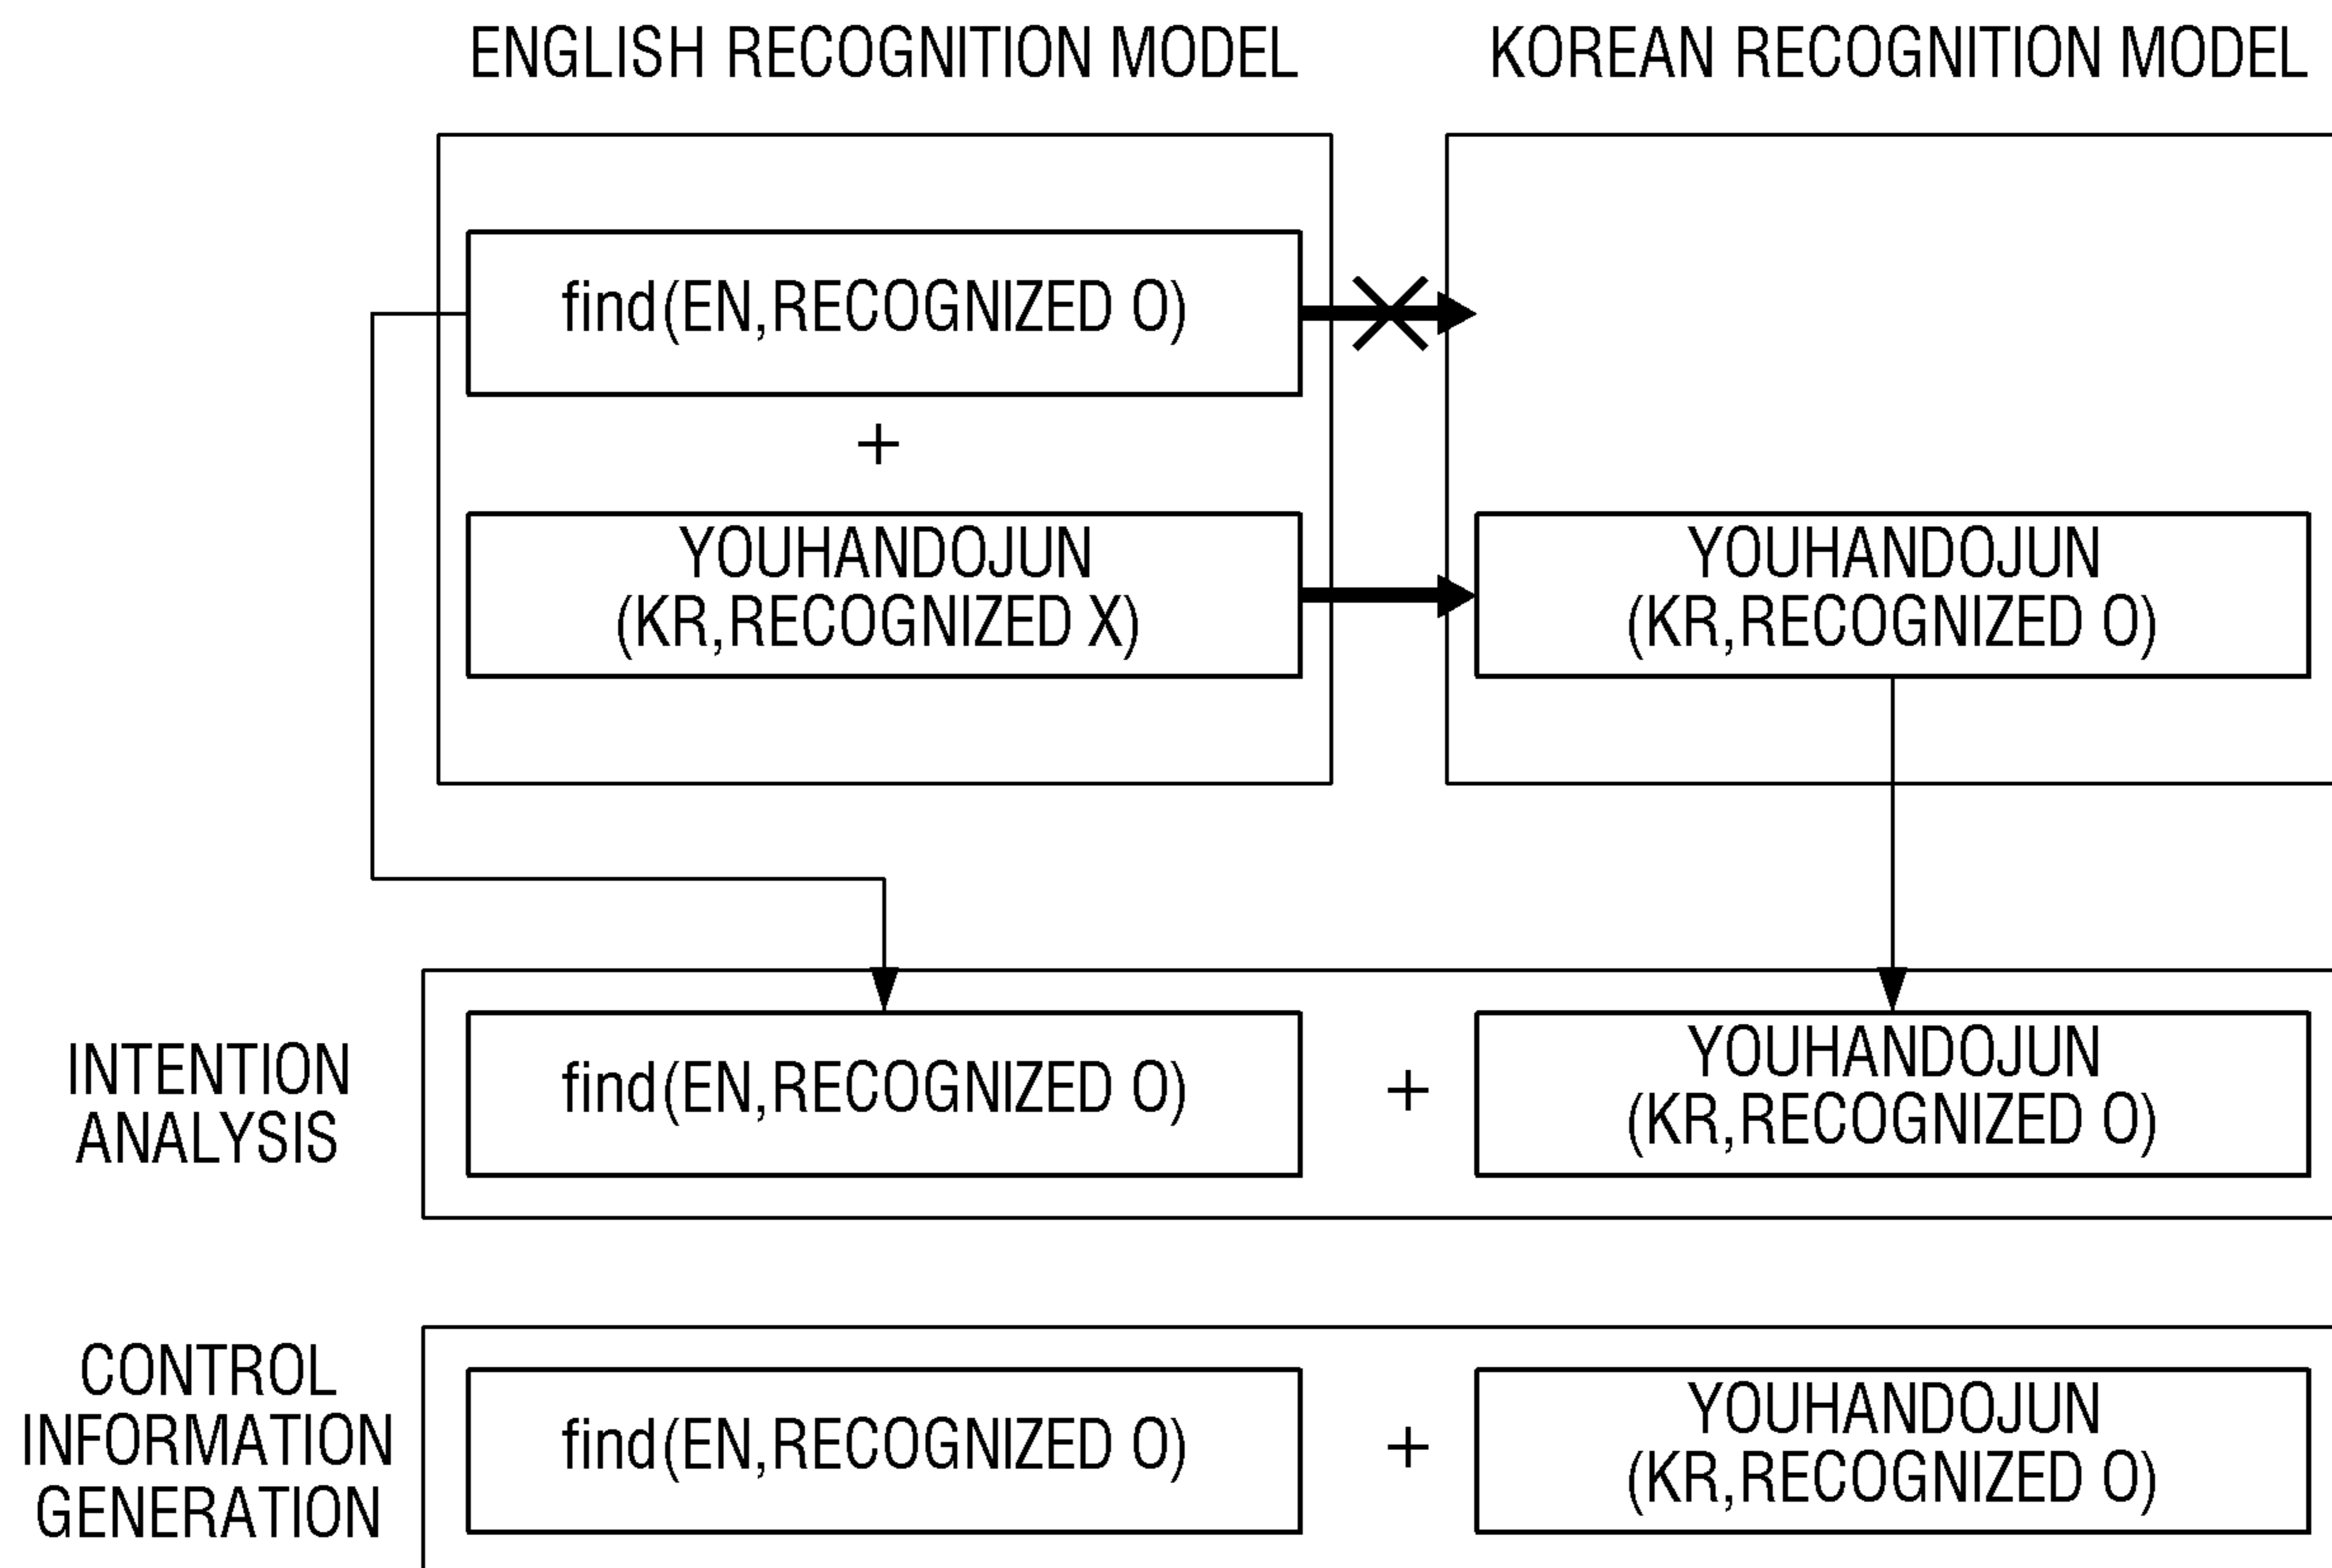 ENGLISH RECOGNITION MODEL
KOREAN RECOGNITION MODEL
find(EN,RECOGNIZED O)
+
YOUHANDOJUN
(KR,RECOGNIZED X)
YOUHANDOJUN
(KR,RECOGNIZED O)
INTENTION
ANALYSIS
find(EN,RECOGNIZED O)
+
YOUHANDOJUN
(KR,RECOGNIZED O)
CONTROL
INFORMATION
GENERATION
find(EN,RECOGNIZED O)
+
YOUHANDOJUN
(KR,RECOGNIZED O)